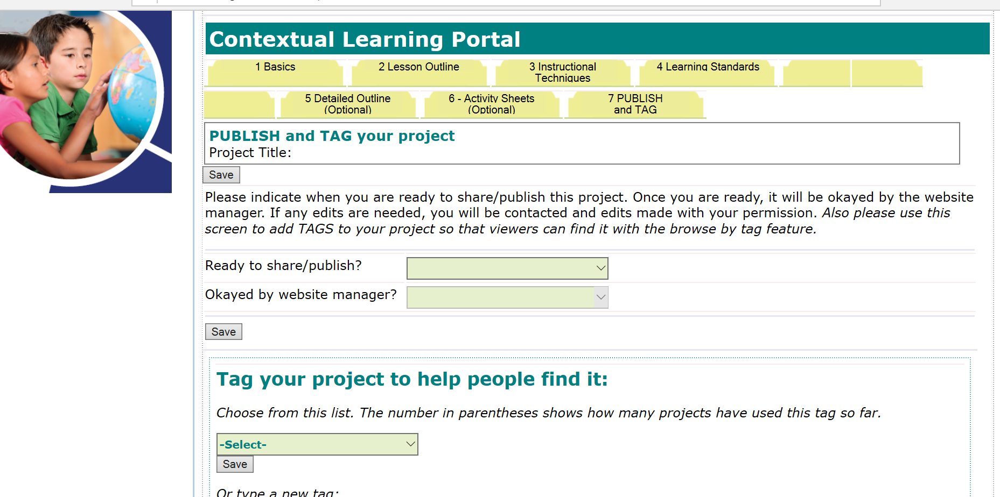 Contextual Learning Portal
1 Basics
2 Lesson Outline
3 Instructional
Techniques
4 Learning Standards
5 Detailed Outline
(Optional)
6 - Activity Sheets
(Optional)
7 PUBLISH
and TAG
PUBLISH and TAG your project
Project Title:
Save
Please indicate when you are ready to share/publish this project. Once you are ready, it will be okayed by the website
manager. If any edits are needed, you will be contacted and edits made with your permission. Also please use this
screen to add TAGS to your project so that viewers can find it with the browse by tag feature.
Ready to share/publish?
Okayed by website manager?
Save
Tag your project to help people find it:
Choose from this list. The number in parentheses shows how many projects have used this tag so far.
-Select-
Save
Or type a new tag: